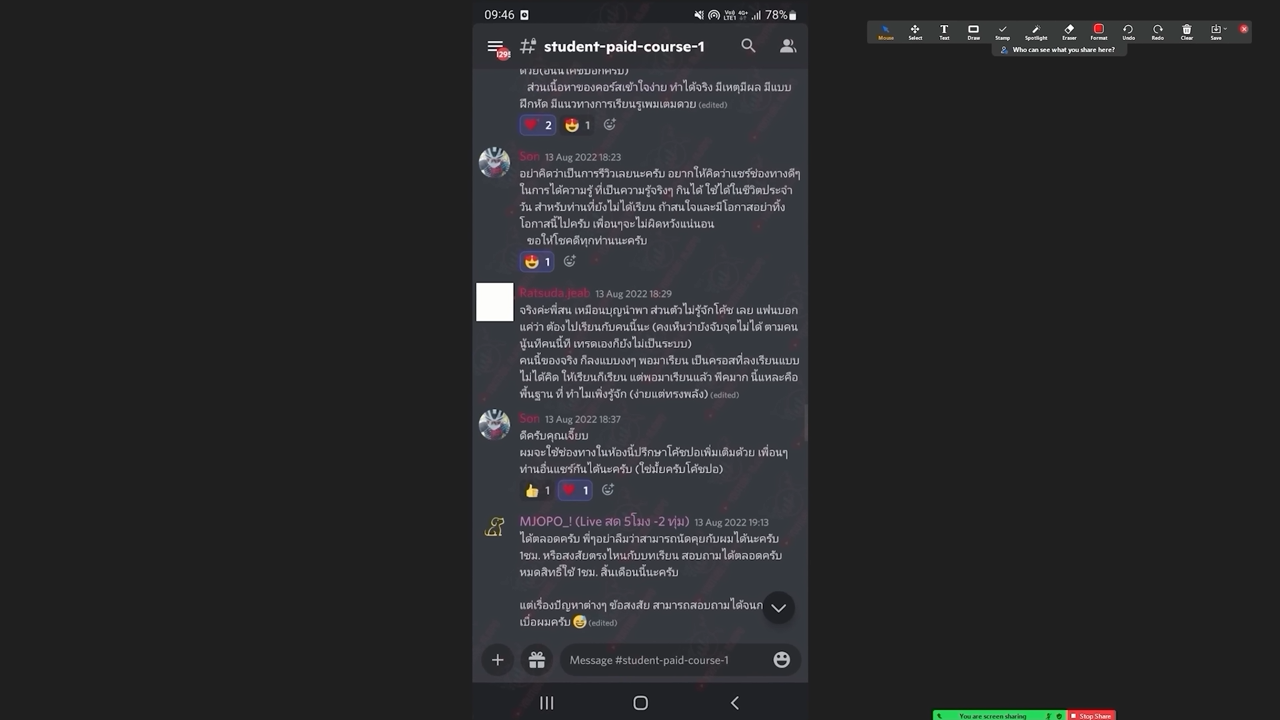 09:46
Vo8 LTE1 4G+ 78%
Mouse Select Text Draw Stamp Spotlight Eraser Format Undo Redo Clear Save
Who can see what you share here?
# student-paid-course-1
ส่วนเนื้อหาของคอร์สเข้าใจง่าย ทำได้จริง มีเหตุมีผล มีแบบ
ฝึกหัด มีแนวทางการเรียนรู้เพิ่มเติมด้วย (edited)
2 1
Son 13 Aug 2022 18:23
อย่าคิดว่าเป็นการรีวิวเลยนะครับ อยากให้คิดว่าแชร์ช่องทางดีๆ
ในการได้ความรู้ ที่เป็นความรู้จริงๆ กินได้ ใช้ได้ในชีวิตประจำ
วัน สำหรับท่านที่ยังไม่ได้เรียน ถ้าสนใจและมีโอกาสอย่าทิ้ง
โอกาสนี้ไปครับ เพื่อนๆจะไม่ผิดหวังแน่นอน
ขอให้โชคดีทุกท่านนะครับ
1
Ratsuda.jeab 13 Aug 2022 18:29
จริงค่ะพี่สน เหมือนบุญนำพา ส่วนตัวไม่รู้จักโค้ช เลย แฟนบอก
แค่ว่า ต้องไปเรียนกับคนนี้นะ (คงเห็นว่ายังจับจุดไม่ได้ ตามคน
นู้นทีคนนี้ที เทรดเองก็ยังไม่เป็นระบบ)
คนนี้ของจริง ก็ลงแบบงงๆ พอมาเรียน เป็นครอสที่ลงเรียนแบบ
ไม่ได้คิด ให้เรียนก็เรียน แต่พอมาเรียนแล้ว พีคมาก นี้แหละคือ
พื้นฐาน ที่ ทำไมเพิ่งรู้จัก (ง่ายแต่ทรงพลัง) (edited)
Son 13 Aug 2022 18:37
ดีครับคุณเจี๊ยบ
ผมจะใช้ช่องทางในห้องนี้ปรึกษาโค้ชปอเพิ่มเติมด้วย เพื่อนๆ
ท่านอื่นแชร์กันได้นะครับ (ใช่มั้ยครับโค้ชปอ)
1 1
MJOPO_! (Live สด 5โมง -2 ทุ่ม) 13 Aug 2022 19:13
ได้ตลอดครับ พี่ๆอย่าลืมว่าสามารถนัดคุยกับผมได้นะครับ
1ชม. หรือสงสัยตรงไหนกับบทเรียน สอบถามได้ตลอดครับ
หมดสิทธิ์ใช้ 1ชม. สิ้นเดือนนี้นะครับ
แต่เรื่องปัญหาต่างๆ ข้อสงสัย สามารถสอบถามได้จน
เบื่อผมครับ (edited)
Message #student-paid-course-1
You are screen sharing Stop Share